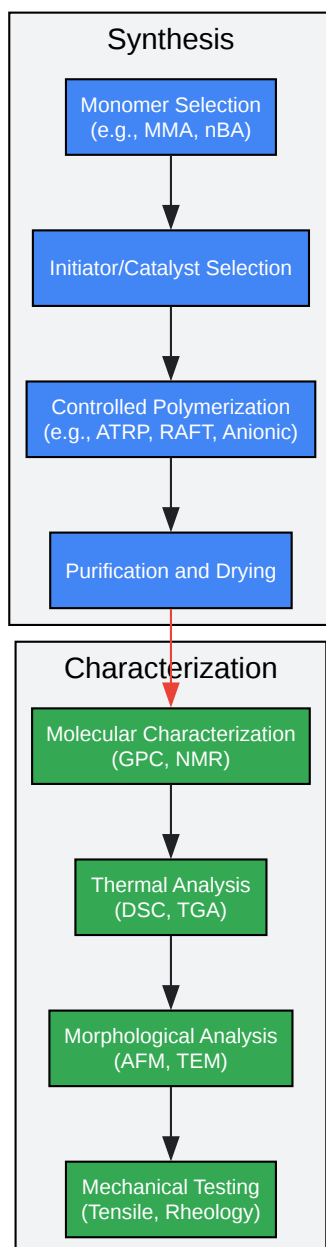 Synthesis
Monomer Selection
(e.g., MMA, nBA)
Initiator/Catalyst Selection
Controlled Polymerization
(e.g., ATRP, RAFT, Anionic)
Purification and Drying
Characterization
Molecular Characterization
(GPC, NMR)
Thermal Analysis
(DSC, TGA)
Morphological Analysis
(AFM, TEM)
Mechanical Testing
(Tensile, Rheology)